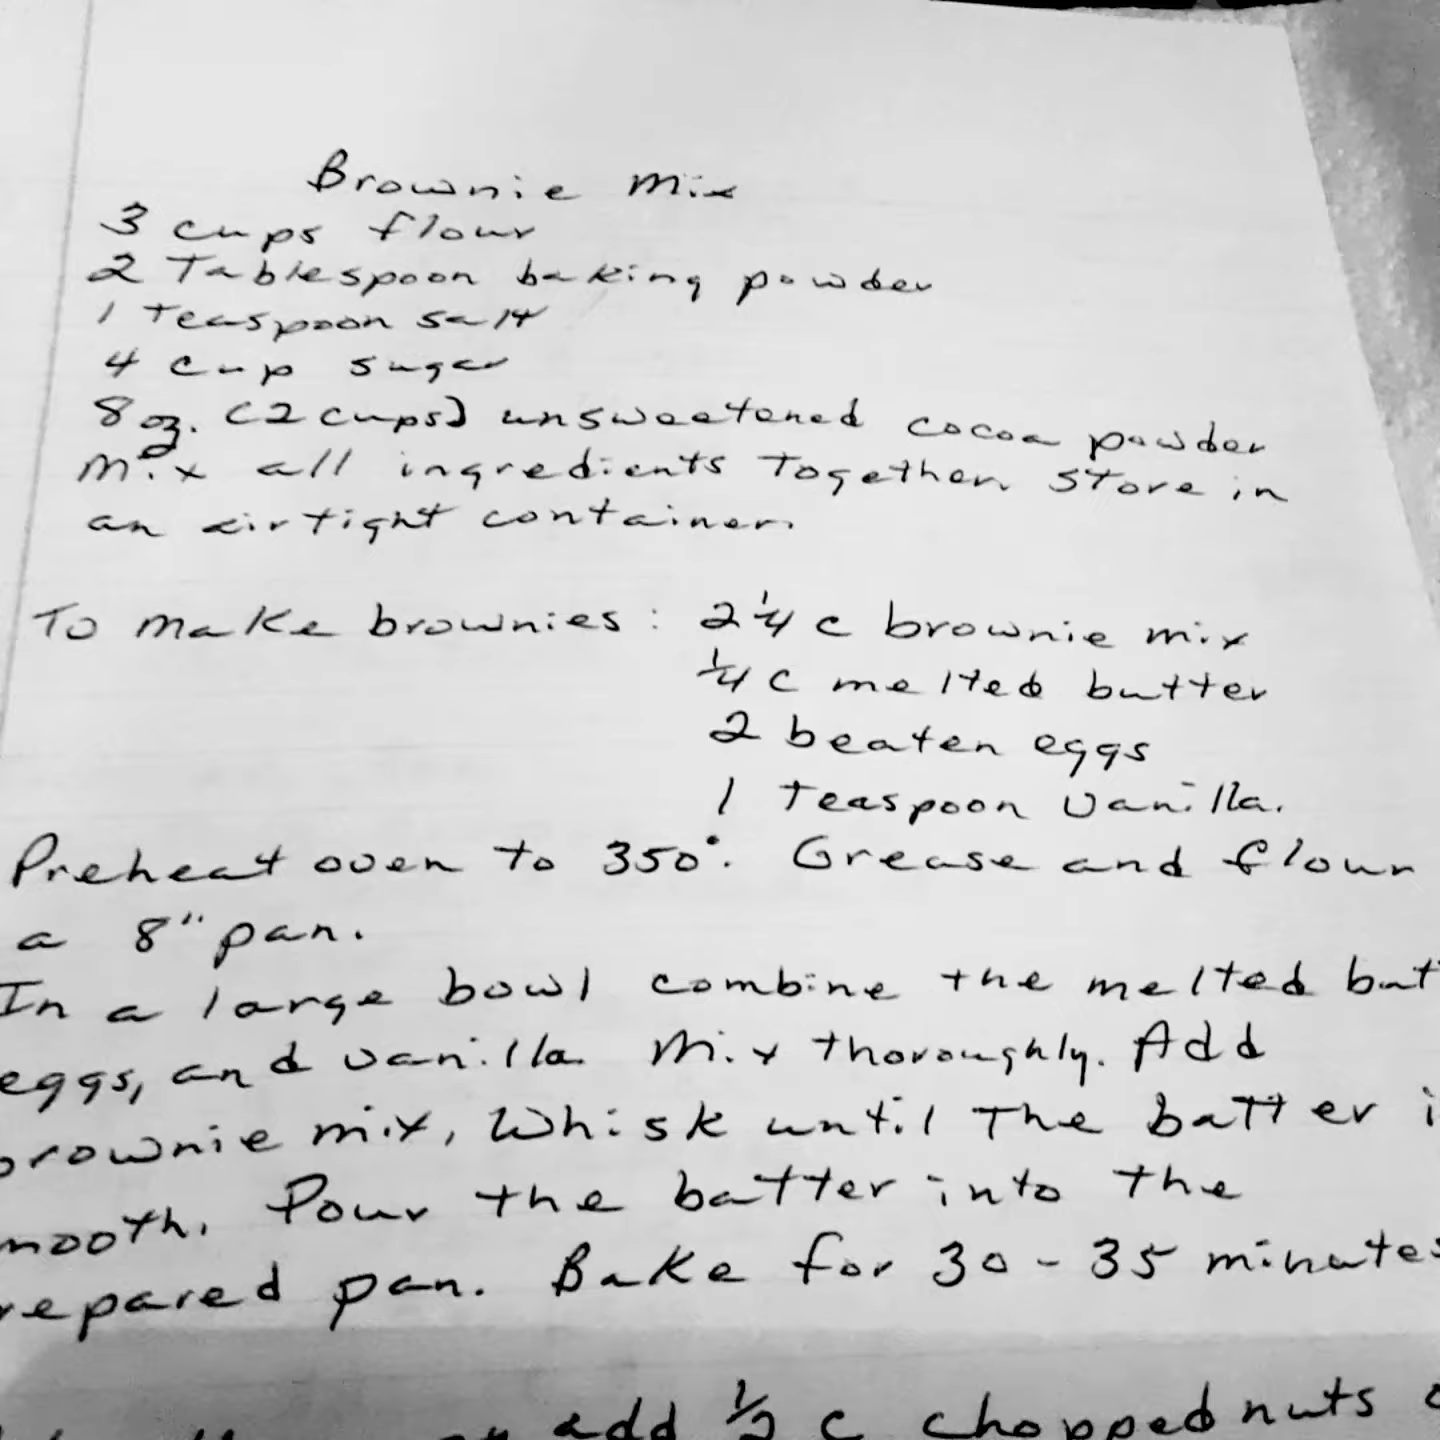 Brownie Mix
3 cups flour
2 Tablespoon baking powder
1 teaspoon salt
4 cup sugar
8 oz. (2 cups) unsweetened cocoa powder
Mix all ingredients together. Store in
an airtight container.
To make brownies: 2 1/4 c brownie mix
1/4 c melted butter
2 beaten eggs
1 teaspoon vanilla.
Preheat oven to 350°. Grease and flour
a 8" pan.
In a large bowl combine the melted but
eggs, and vanilla. Mix thoroughly. Add
rownie mix. Whisk until the batter i
mooth. Pour the batter into the
repared pan. Bake for 30-35 minutes
add 1/2 c chopped nuts